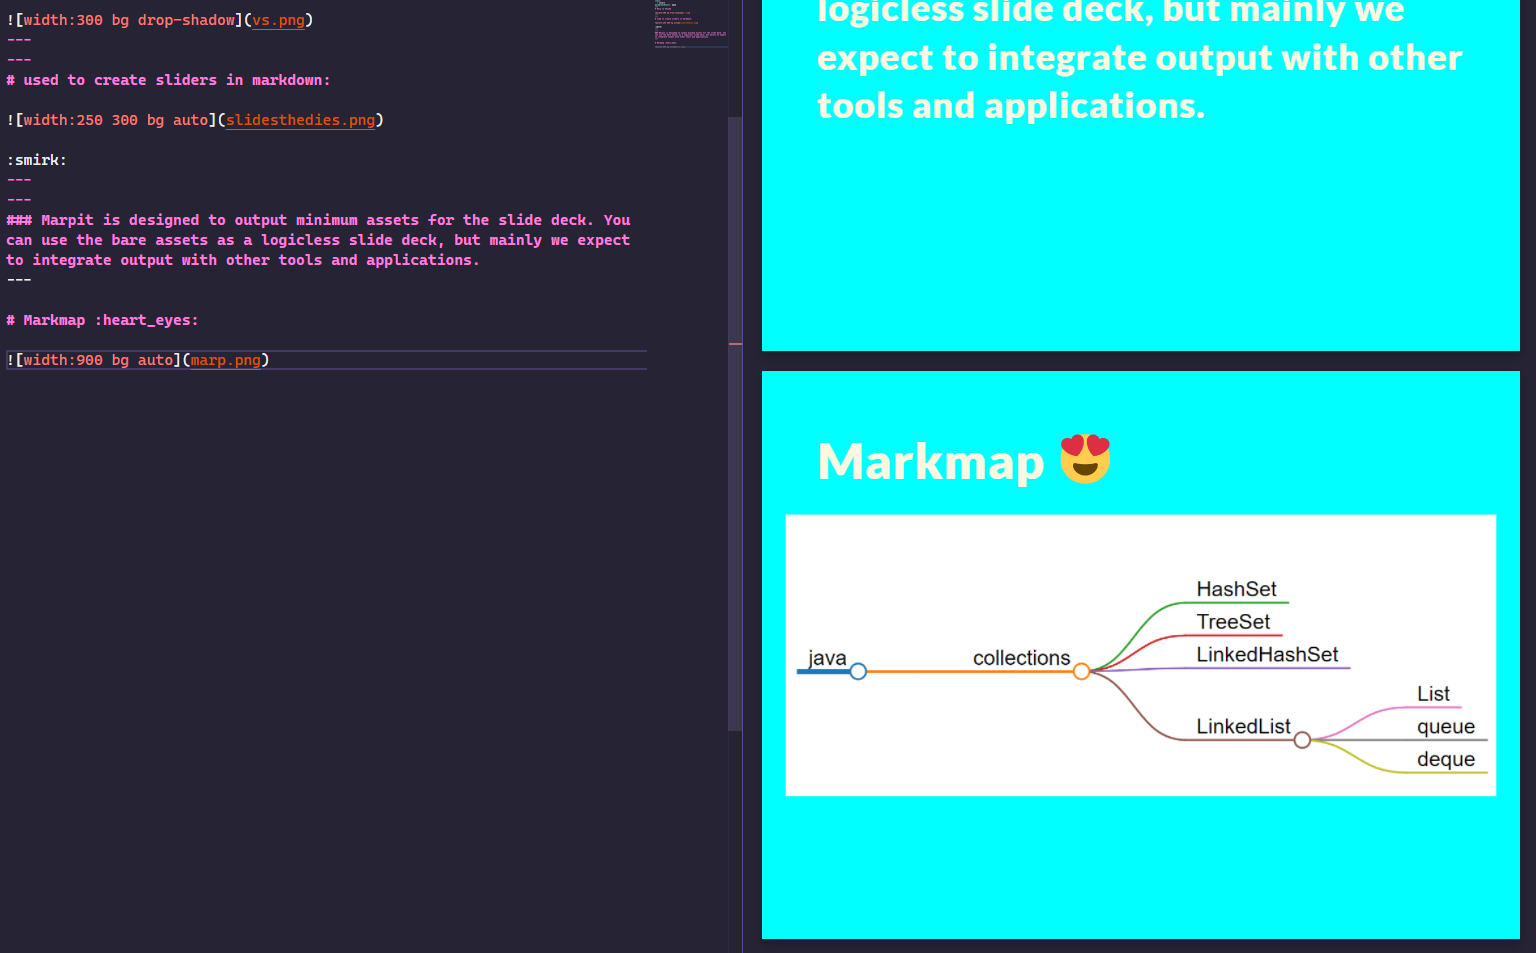 ![width:300 bg drop-shadow](vs.png)
---
---
# used to create sliders in markdown:
![width:250 300 bg auto](slidesthedies.png)
:smirk:
---
---
### Marpit is designed to output minimum assets for the slide deck. You
can use the bare assets as a logicless slide deck, but mainly we expect
to integrate output with other tools and applications.
---
# Markmap :heart_eyes:
![width:900 bg auto](marp.png)
logicless slide deck, but mainly we
expect to integrate output with other
tools and applications.
Markmap 😍
java
collections
HashSet
TreeSet
LinkedHashSet
LinkedList
List
queue
deque